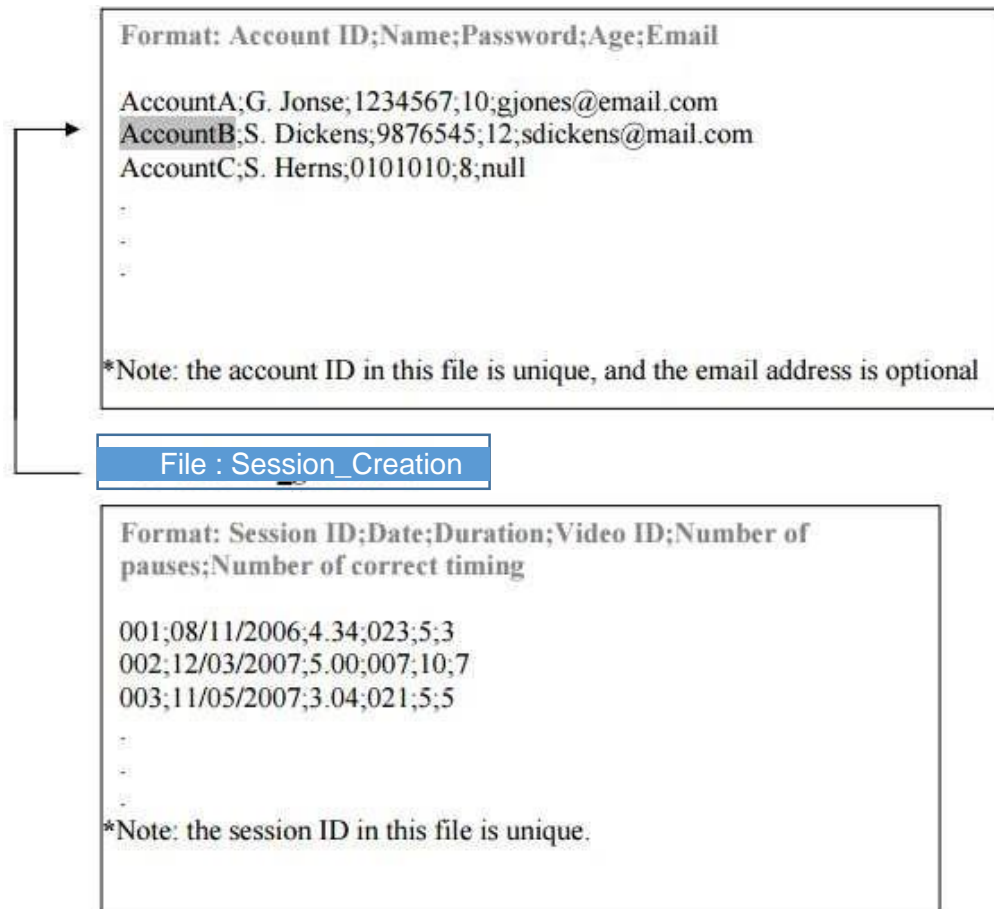 Format: Account ID;Name;Password;Age;Email
AccountA;G. Jonse;1234567;10;gjones@email.com
AccountB;S. Dickens;9876545;12;sdickens@mail.com
AccountC;S. Herns;0101010;8;null
.
.
.
*Note: the account ID in this file is unique, and the email address is optional
File : Session_Creation
Format: Session ID;Date;Duration;Video ID;Number of
pauses;Number of correct timing
001;08/11/2006;4.34;023;5;3
002;12/03/2007;5.00;007;10;7
003;11/05/2007;3.04;021;5;5
.
.
.
*Note: the session ID in this file is unique.